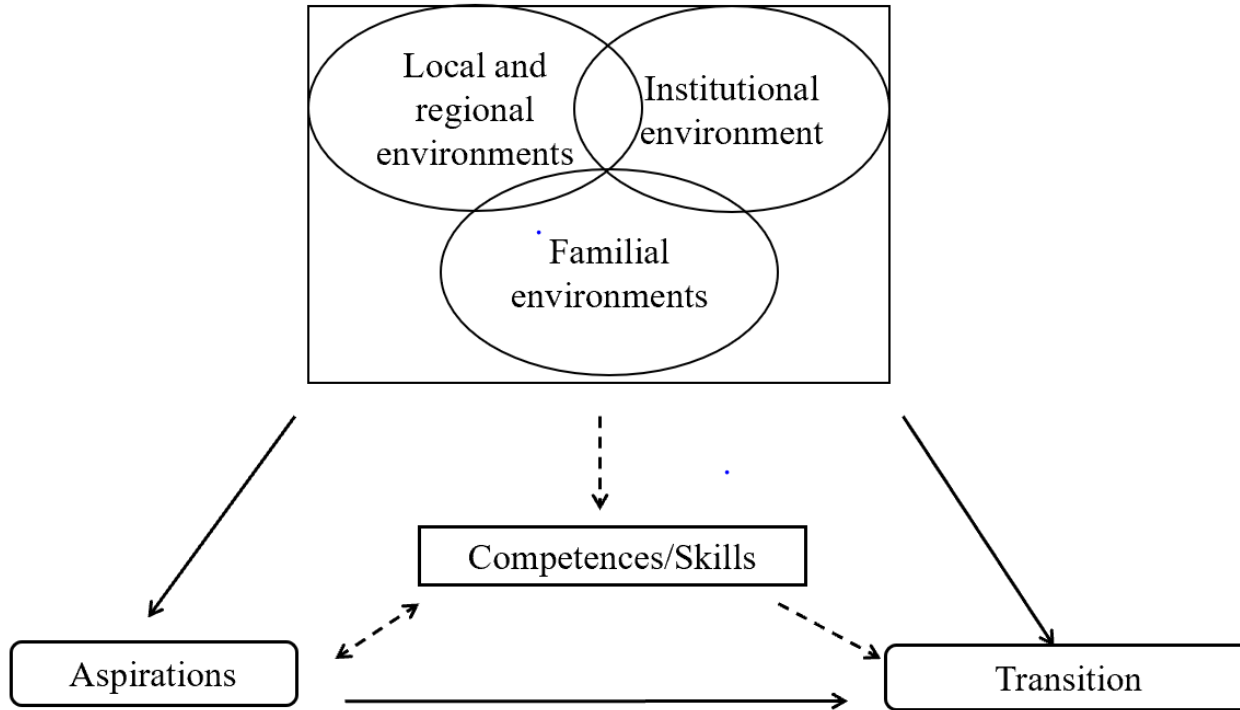 Local and
regional
environments
Institutional
environment
Familial
environments
Competences/Skills
Aspirations
Transition